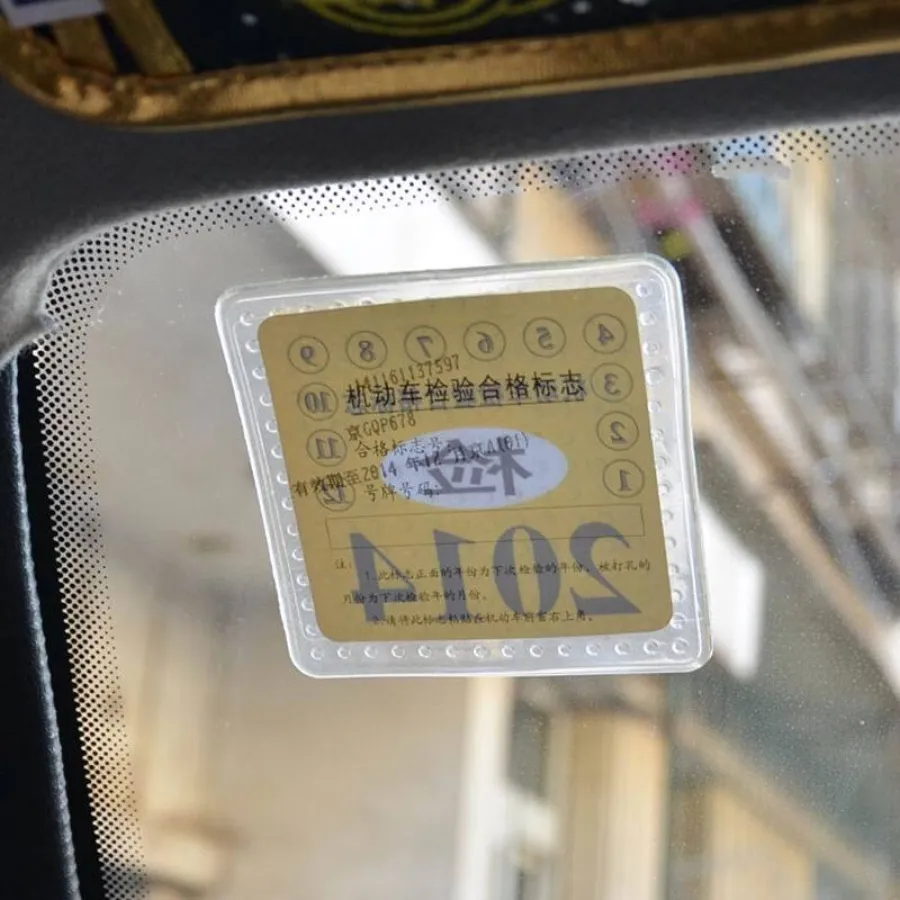 9 8 7 6 5 4
41161137597
机动车检验合格标志
10 3
京GQP678
合格标志号:京A(01)
11 2
检
有效期至2014 年12月
号牌号码:
12 1
2014
注:
1.此标志正面的年份为下次检验的年份，被打孔的
月份为下次检验年的月份。
2.请将此标志粘贴在机动车前窗右上角。